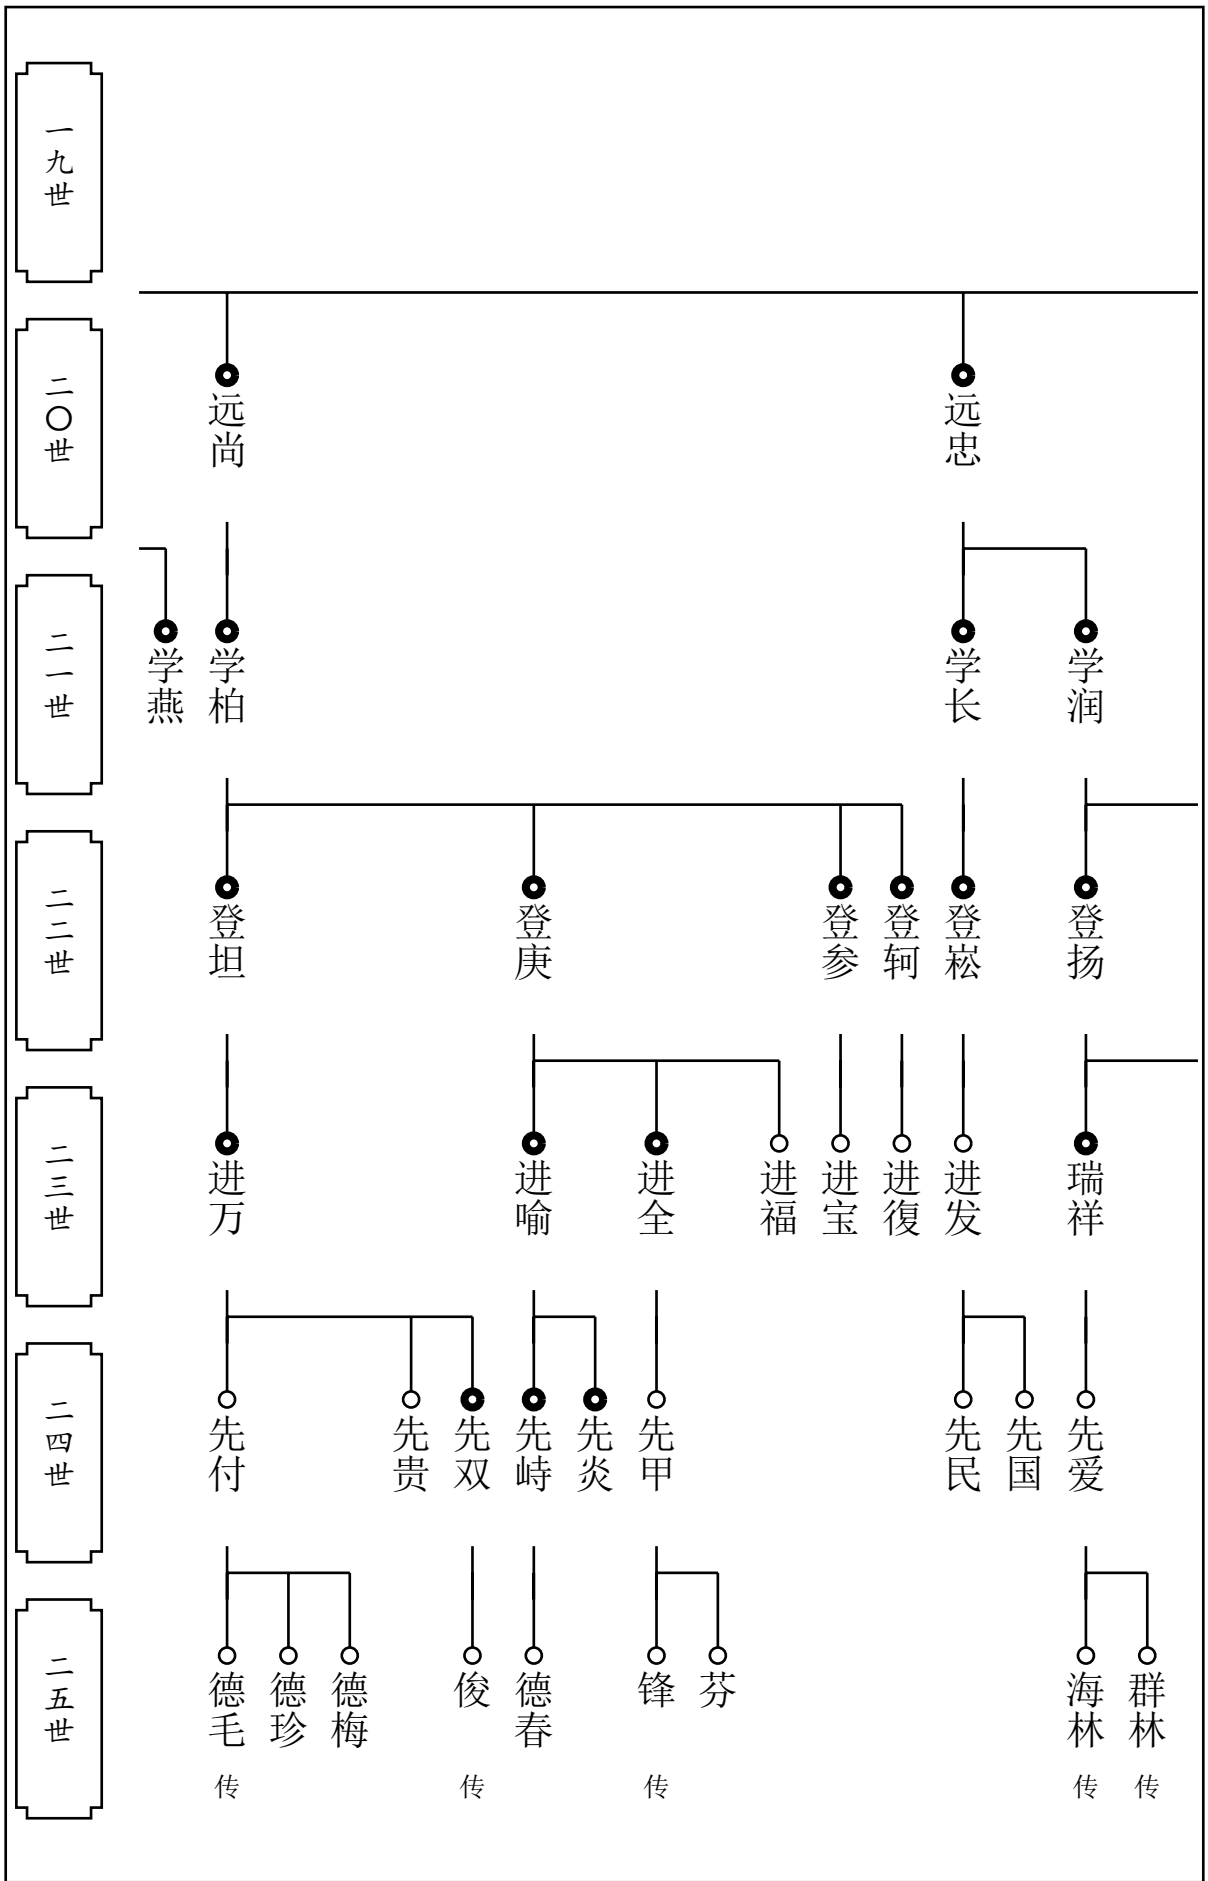 一九世
二〇世
远尚
远忠
二一世
学燕
学柏
学长
学润
二二世
登坦
登庚
登参
登轲
登崧
登扬
二三世
进万
进喻
进全
进福
进宝
进復
进发
瑞祥
二四世
先付
先贵
先双
先峙
先炎
先甲
先民
先国
先爱
二五世
德毛
德珍
德梅
俊
德春
锋
芬
海林
群林
传
传
传
传
传